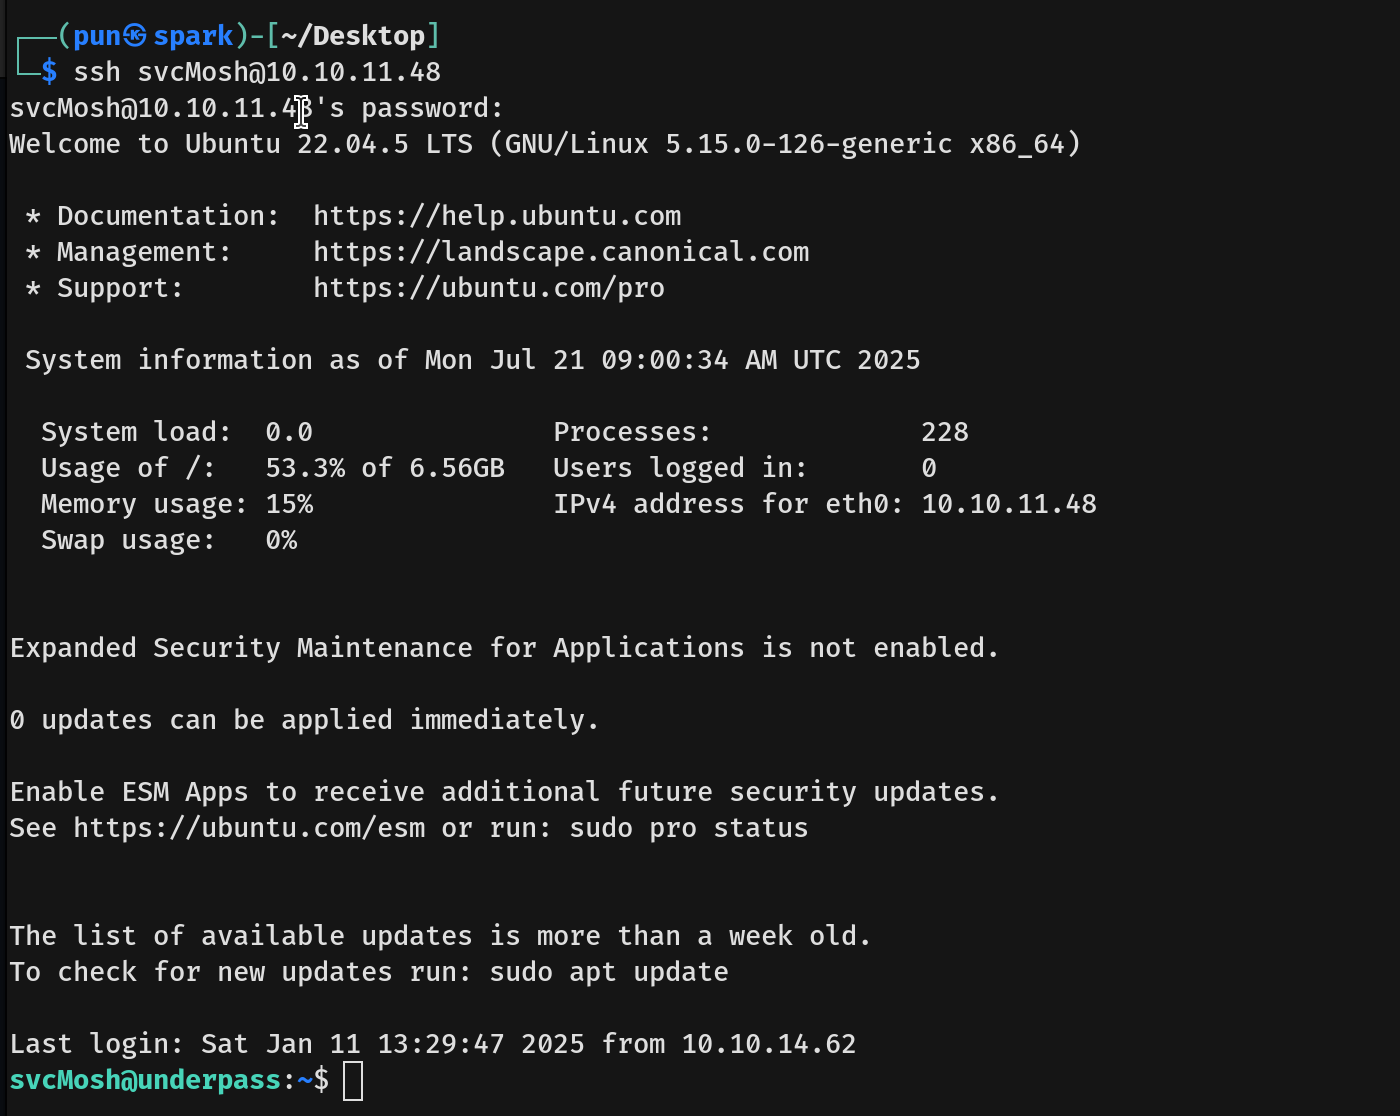 ┌──(pun㉿spark)-[~/Desktop]
└─$ ssh svcMosh@10.10.11.48
svcMosh@10.10.11.48's password:
Welcome to Ubuntu 22.04.5 LTS (GNU/Linux 5.15.0-126-generic x86_64)
* Documentation:  https://help.ubuntu.com
* Management:     https://landscape.canonical.com
* Support:        https://ubuntu.com/pro
System information as of Mon Jul 21 09:00:34 AM UTC 2025
System load:  0.0               Processes:             228
Usage of /:   53.3% of 6.56GB   Users logged in:       0
Memory usage: 15%               IPv4 address for eth0: 10.10.11.48
Swap usage:   0%
Expanded Security Maintenance for Applications is not enabled.
0 updates can be applied immediately.
Enable ESM Apps to receive additional future security updates.
See https://ubuntu.com/esm or run: sudo pro status
The list of available updates is more than a week old.
To check for new updates run: sudo apt update
Last login: Sat Jan 11 13:29:47 2025 from 10.10.14.62
svcMosh@underpass:~$